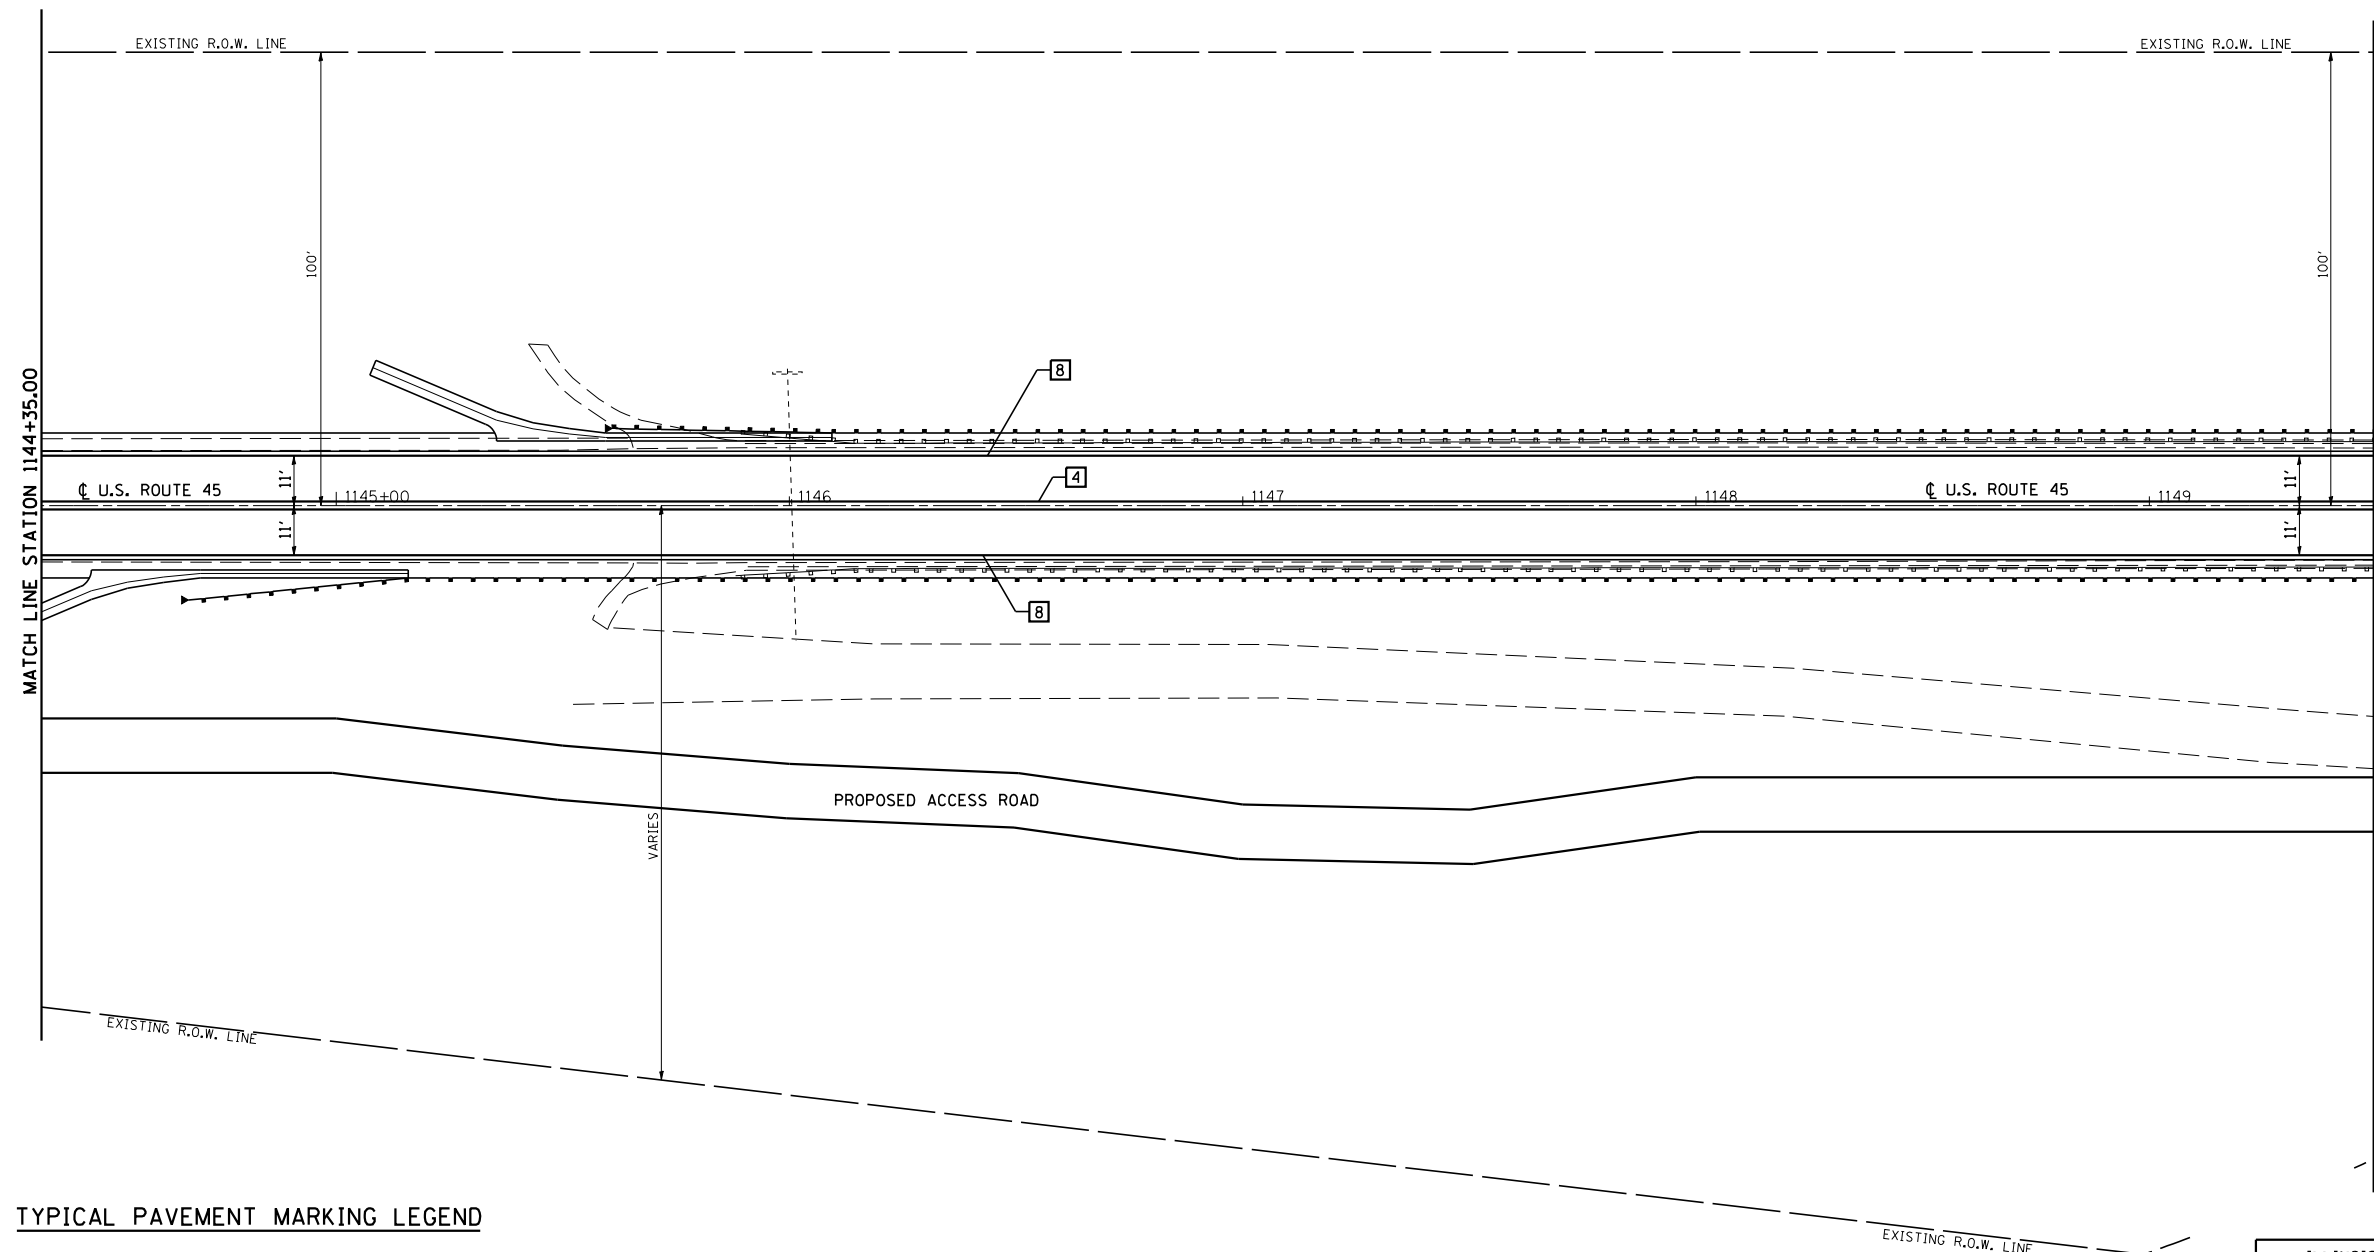 EXISTING R.O.W. LINE
EXISTING R.O.W. LINE
100'
100'
MATCH LINE STATION 1144+35.00
8
4
11'
℄ U.S. ROUTE 45
1145+00
1146
1147
1148
℄ U.S. ROUTE 45
1149
11'
11'
11'
8
PROPOSED ACCESS ROAD
VARIES
EXISTING R.O.W. LINE
TYPICAL PAVEMENT MARKING LEGEND
EXISTING R.O.W. LINE